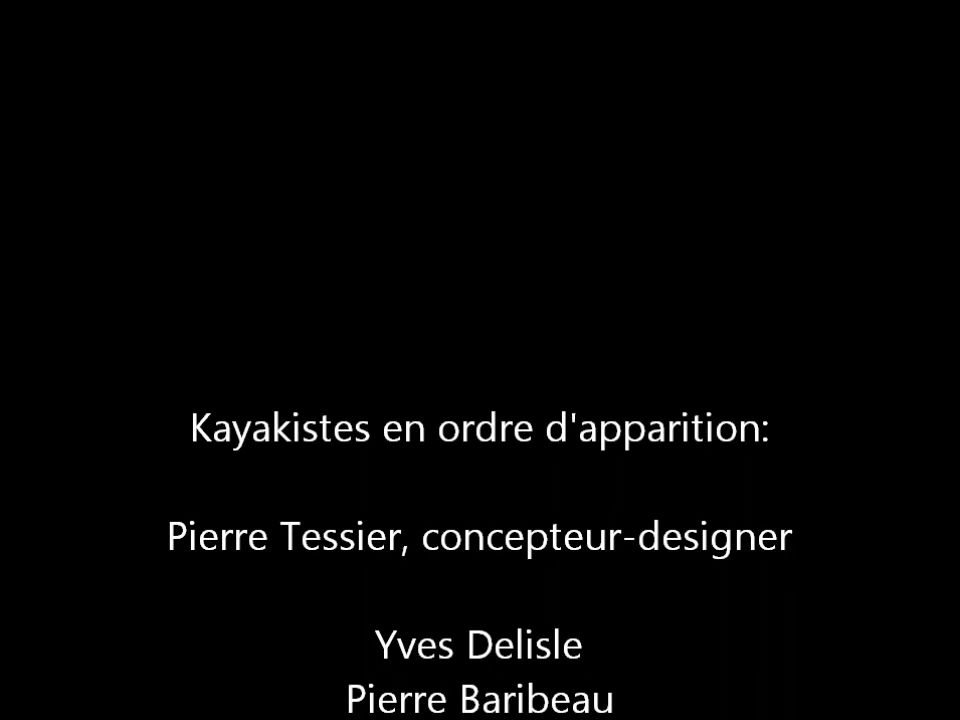 Kayakistes en ordre d'apparition:
Pierre Tessier, concepteur-designer
Yves Delisle
Pierre Baribeau